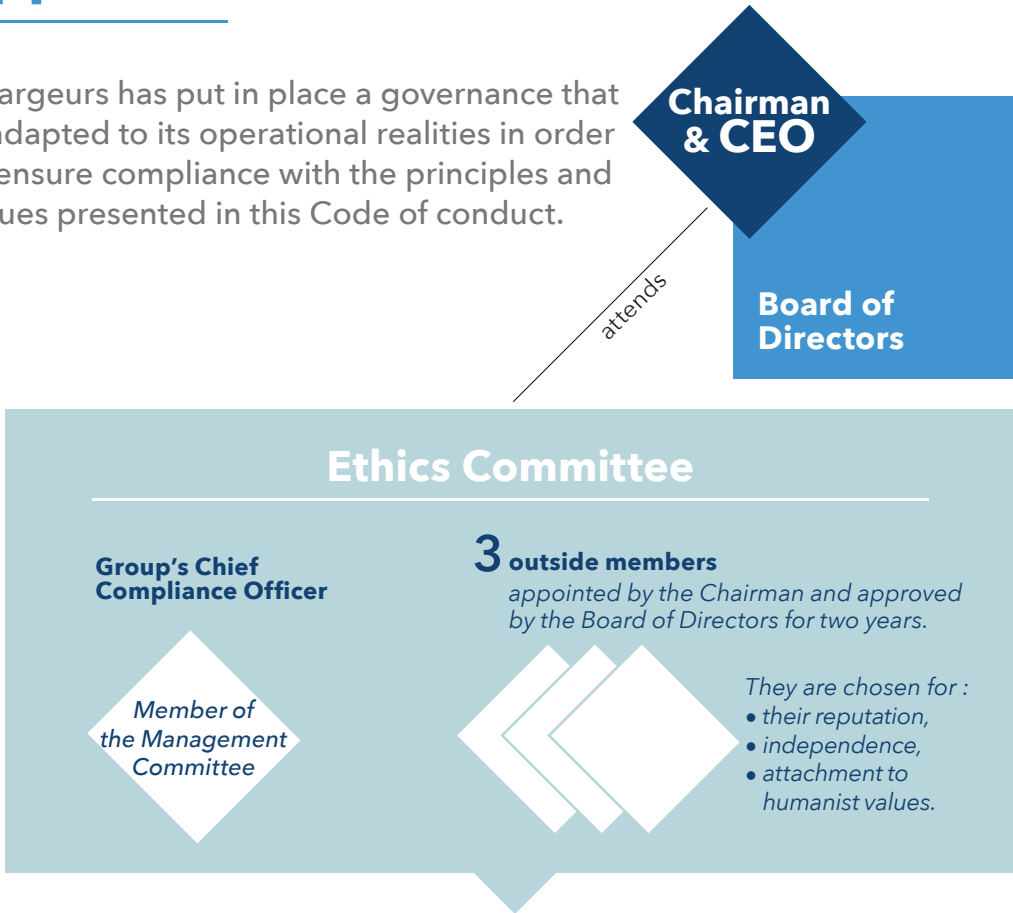 argeurs has put in place a governance that
adapted to its operational realities in order
ensure compliance with the principles and
ues presented in this Code of conduct.
Chairman
& CEO
attends
Board of
Directors
Ethics Committee
Group's Chief
Compliance Officer
Member of
the Management
Committee
3 outside members
appointed by the Chairman and approved
by the Board of Directors for two years.
They are chosen for :
• their reputation,
• independence,
• attachment to
humanist values.